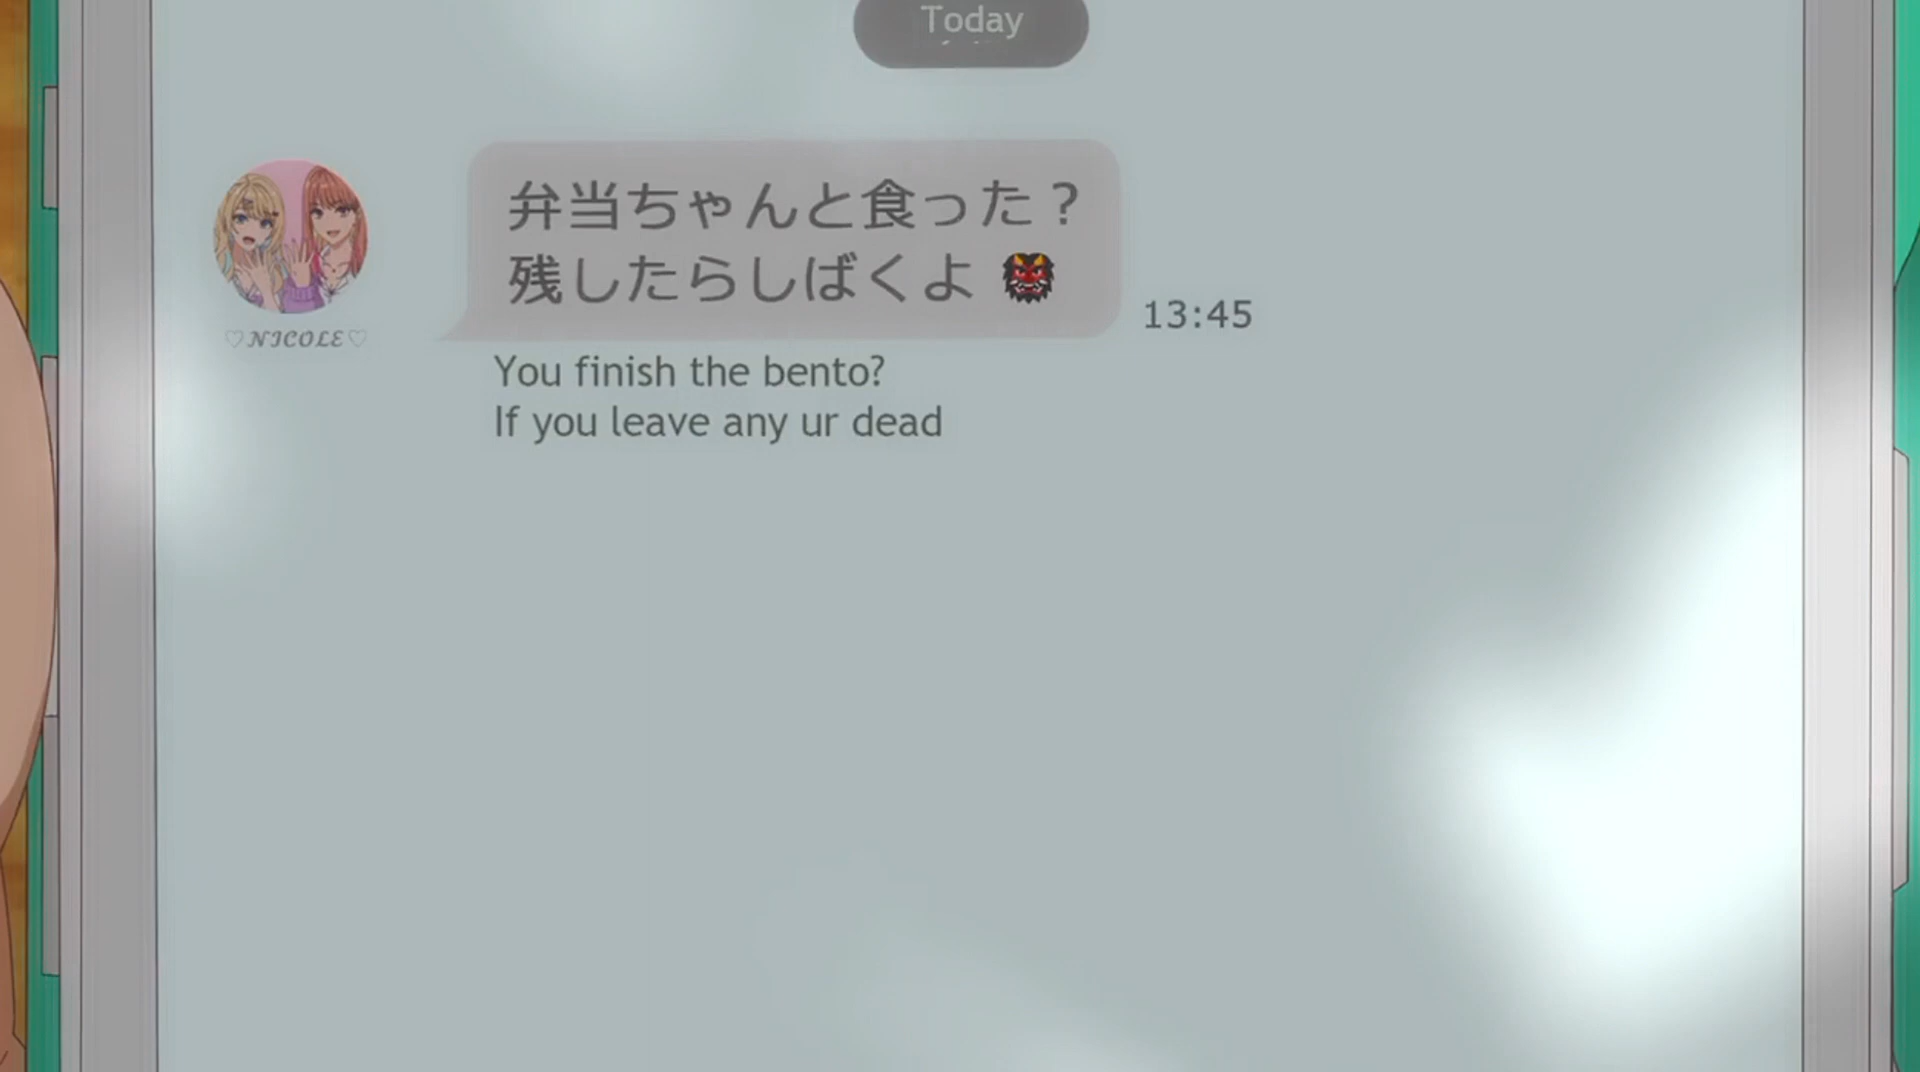 Today
弁当ちゃんと食った？
残したらしばくよ 👹
13:45
♡NICOLE♡
You finish the bento?
If you leave any ur dead